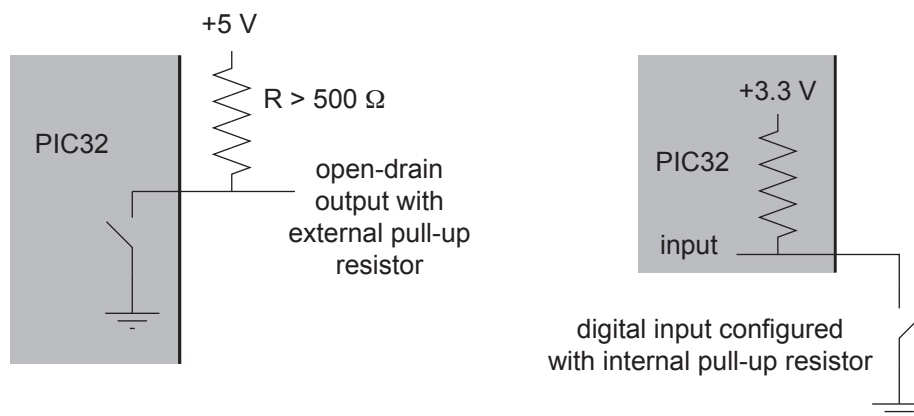 +5 V
R > 500 Ω
PIC32
open-drain
output with
external pull-up
resistor
+3.3 V
PIC32
input
digital input configured
with internal pull-up resistor